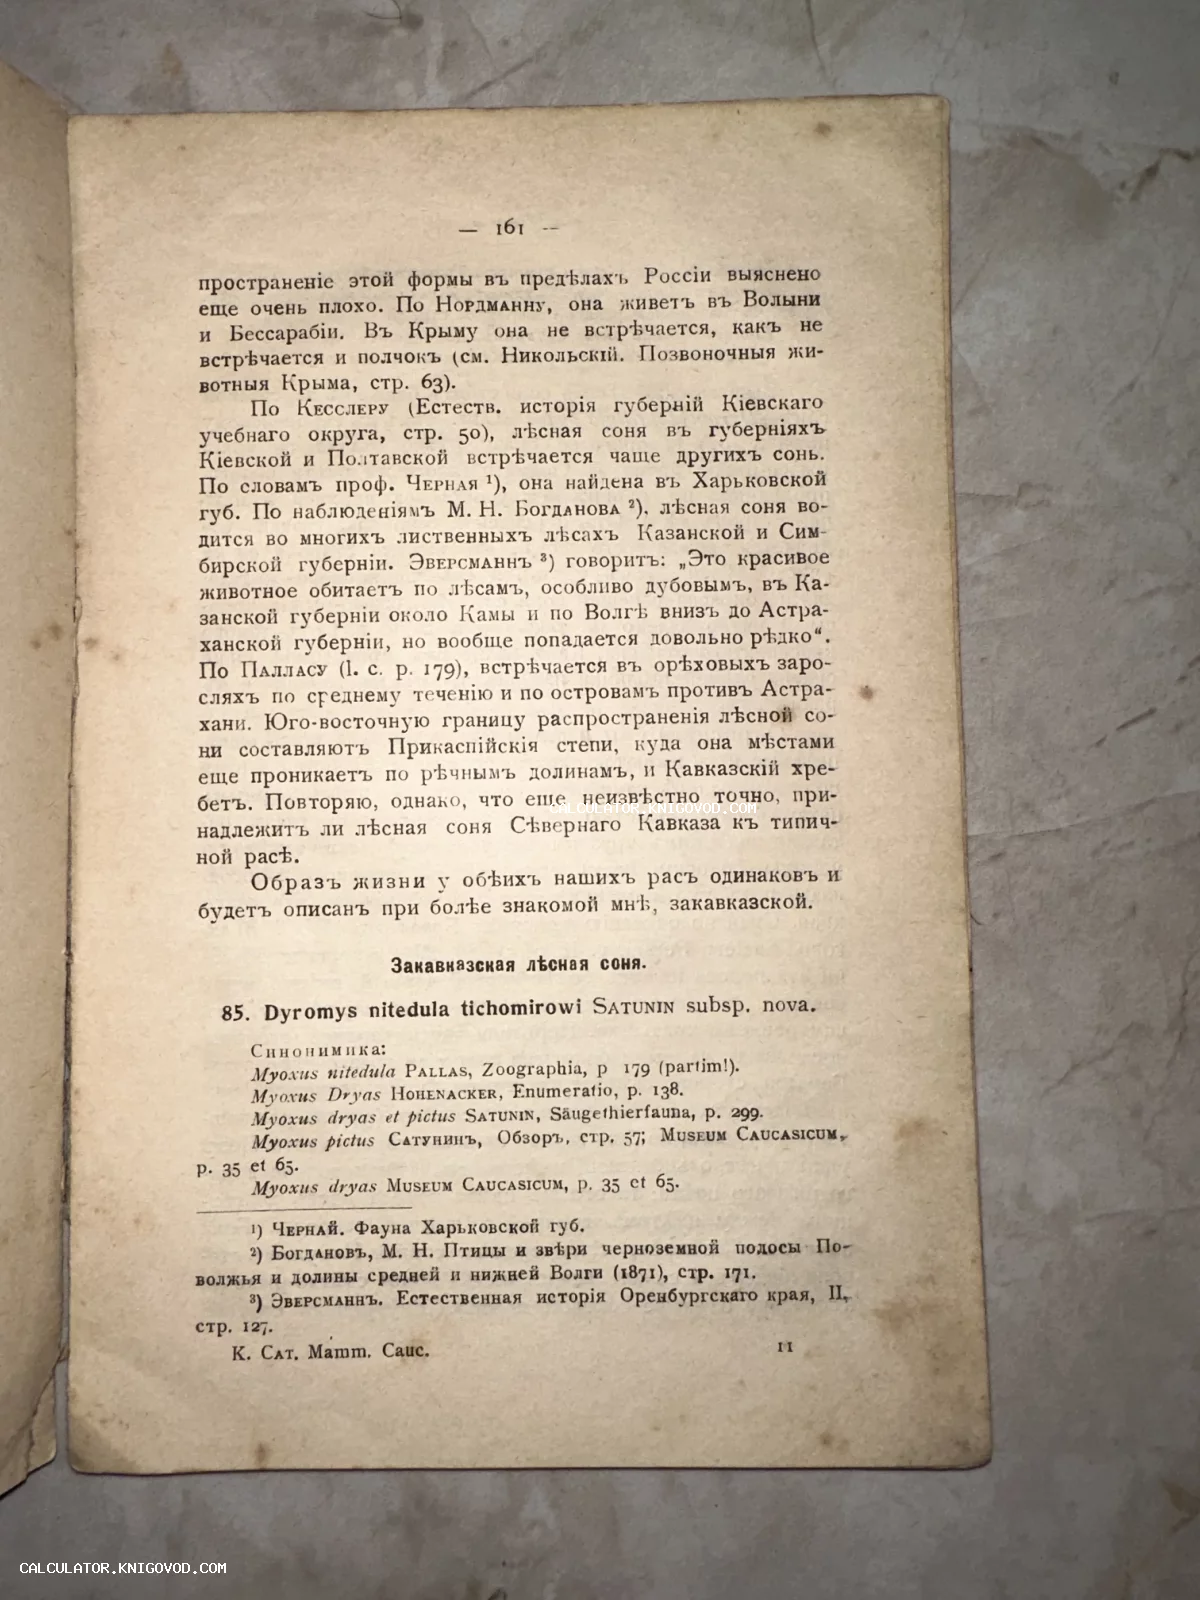 — 161 —
пространеніе этой формы въ предѣлахъ Россіи выяснено
еще очень плохо. По Нордманну, она живетъ въ Волыни
и Бессарабіи. Въ Крыму она не встрѣчается, какъ не
встрѣчается и полчокъ (см. Никольскій. Позвоночныя жи-
вотныя Крыма, стр. 63).
По Кесслеру (Естеств. исторія губерній Кіевскаго
учебнаго округа, стр. 50), лѣсная соня въ губерніяхъ
Кіевской и Полтавской встрѣчается чаще другихъ сонь.
По словамъ проф. Черная ¹), она найдена въ Харьковской
губ. По наблюденіямъ М. Н. Богданова ²), лѣсная соня во-
дится во многихъ лиственныхъ лѣсахъ Казанской и Сим-
бирской губерніи. Эверсманнъ ³) говоритъ: „Это красивое
животное обитаетъ по лѣсамъ, особливо дубовымъ, въ Ка-
занской губерніи около Камы и по Волгѣ внизъ до Астра-
ханской губерніи, но вообще попадается довольно рѣдко“.
По Палласу (l. c. p. 179), встрѣчается въ орѣховыхъ заро-
сляхъ по среднему теченію и по островамъ противъ Астра-
хани. Юго-восточную границу распространенія лѣсной со-
ни составляютъ Прикаспійскія степи, куда она мѣстами
еще проникаетъ по рѣчнымъ долинамъ, и Кавказскій хре-
бетъ. Повторяю, однако, что еще неизвѣстно точно, при-
надлежитъ ли лѣсная соня Сѣвернаго Кавказа къ типич-
ной расѣ.
Образъ жизни у обѣихъ нашихъ расъ одинаковъ и
будетъ описанъ при болѣе знакомой мнѣ, закавказской.
Закавказская лѣсная соня.
85. Dyromys nitedula tichomirowi Satunin subsp. nova.
Синонимика:
Myoxus nitedula Pallas, Zoographia, p 179 (partim!).
Myoxus Dryas Hohenacker, Enumeratio, p. 138.
Myoxus dryas et pictus Satunin, Säugethierfauna, p. 299.
Myoxus pictus Сатунинъ, Обзоръ, стр. 57; Museum Caucasicum,
p. 35 et 65.
Myoxus dryas Museum Caucasicum, p. 35 et 65.
¹) Чернай. Фауна Харьковской губ.
²) Богдановъ, М. Н. Птицы и звѣри черноземной полосы По-
волжья и долины средней и нижней Волги (1871), стр. 171.
³) Эверсманнъ. Естественная исторія Оренбургскаго края, II,
стр. 127.
К. Сат. Mamm. Cauc. 11
CALCULATOR.KNIGOVOD.COM
CALCULATOR.KNIGOVOD.COM